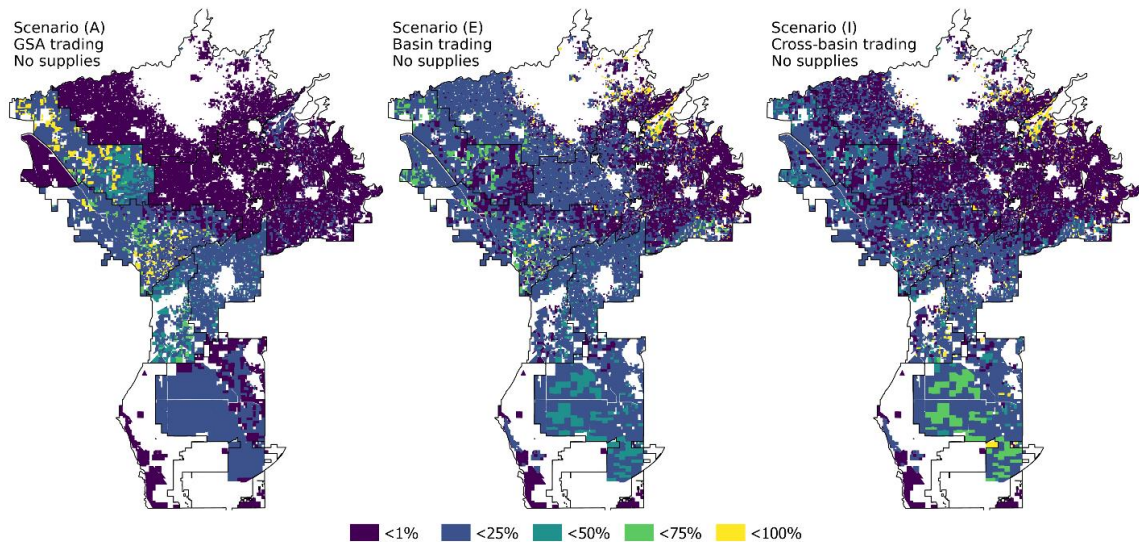 Scenario (A)
GSA trading
No supplies
Scenario (E)
Basin trading
No supplies
Scenario (I)
Cross-basin trading
No supplies
<1%
<25%
<50%
<75%
<100%